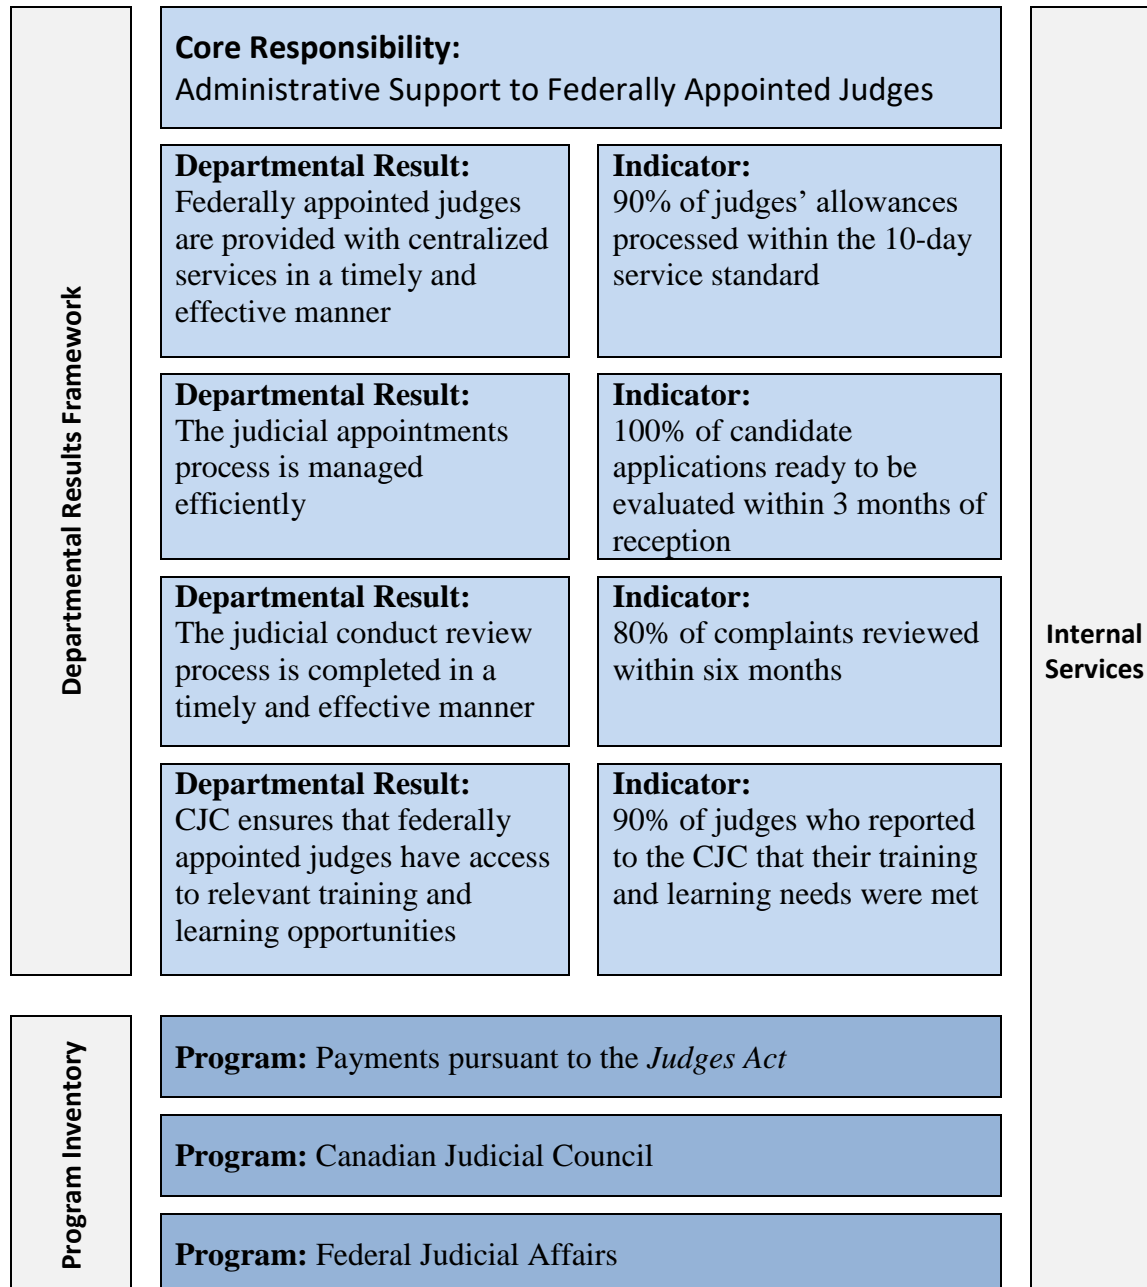 Departmental Results Framework
Core Responsibility:
Administrative Support to Federally Appointed Judges
Departmental Result:
Federally appointed judges
are provided with centralized
services in a timely and
effective manner
Indicator:
90% of judges’ allowances
processed within the 10-day
service standard
Departmental Result:
The judicial appointments
process is managed
efficiently
Indicator:
100% of candidate
applications ready to be
evaluated within 3 months of
reception
Departmental Result:
The judicial conduct review
process is completed in a
timely and effective manner
Indicator:
80% of complaints reviewed
within six months
Departmental Result:
CJC ensures that federally
appointed judges have access
to relevant training and
learning opportunities
Indicator:
90% of judges who reported
to the CJC that their training
and learning needs were met
Internal
Services
Program Inventory
Program: Payments pursuant to the Judges Act
Program: Canadian Judicial Council
Program: Federal Judicial Affairs